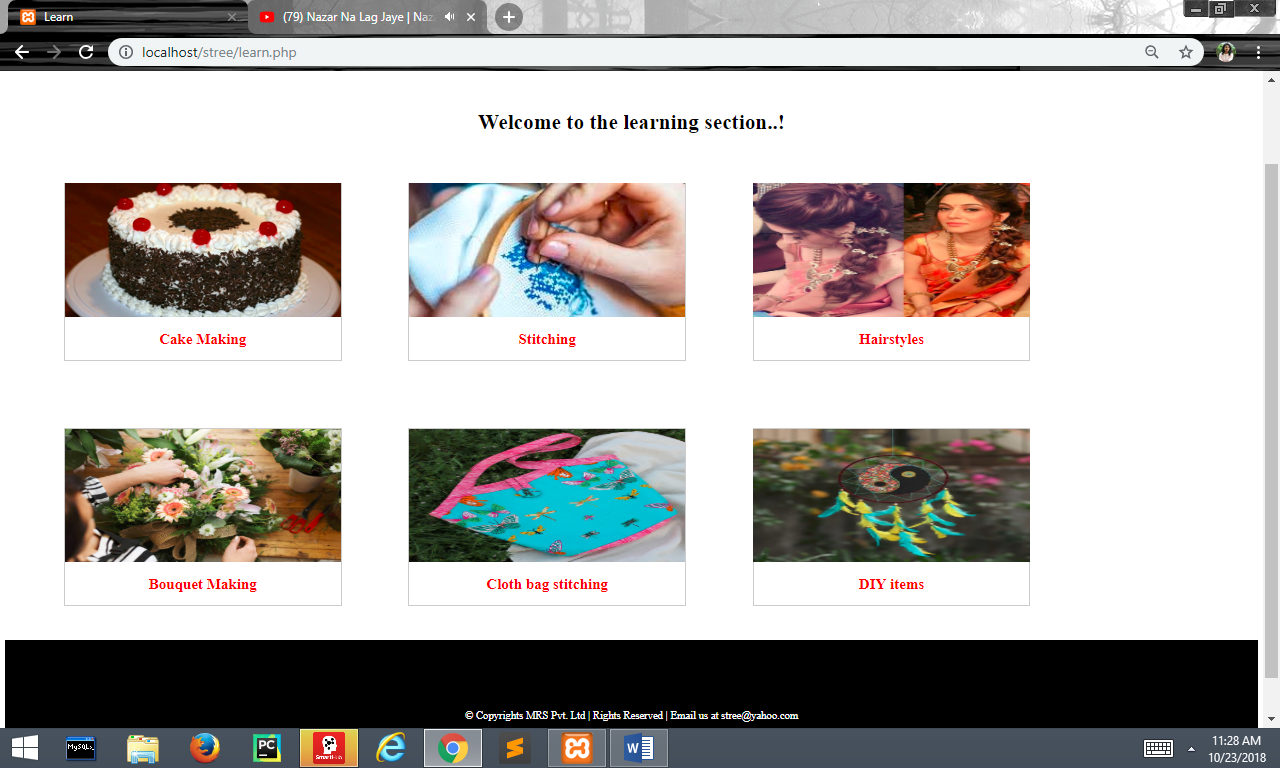 Learn
(79) Nazar Na Lag Jaye | Naz
localhost/stree/learn.php
Welcome to the learning section..!
Cake Making
Stitching
Hairstyles
Bouquet Making
Cloth bag stitching
DIY items
© Copyrights MRS Pvt. Ltd | Rights Reserved | Email us at stree@yahoo.com
MySQL
PC
11:28 AM
10/23/2018